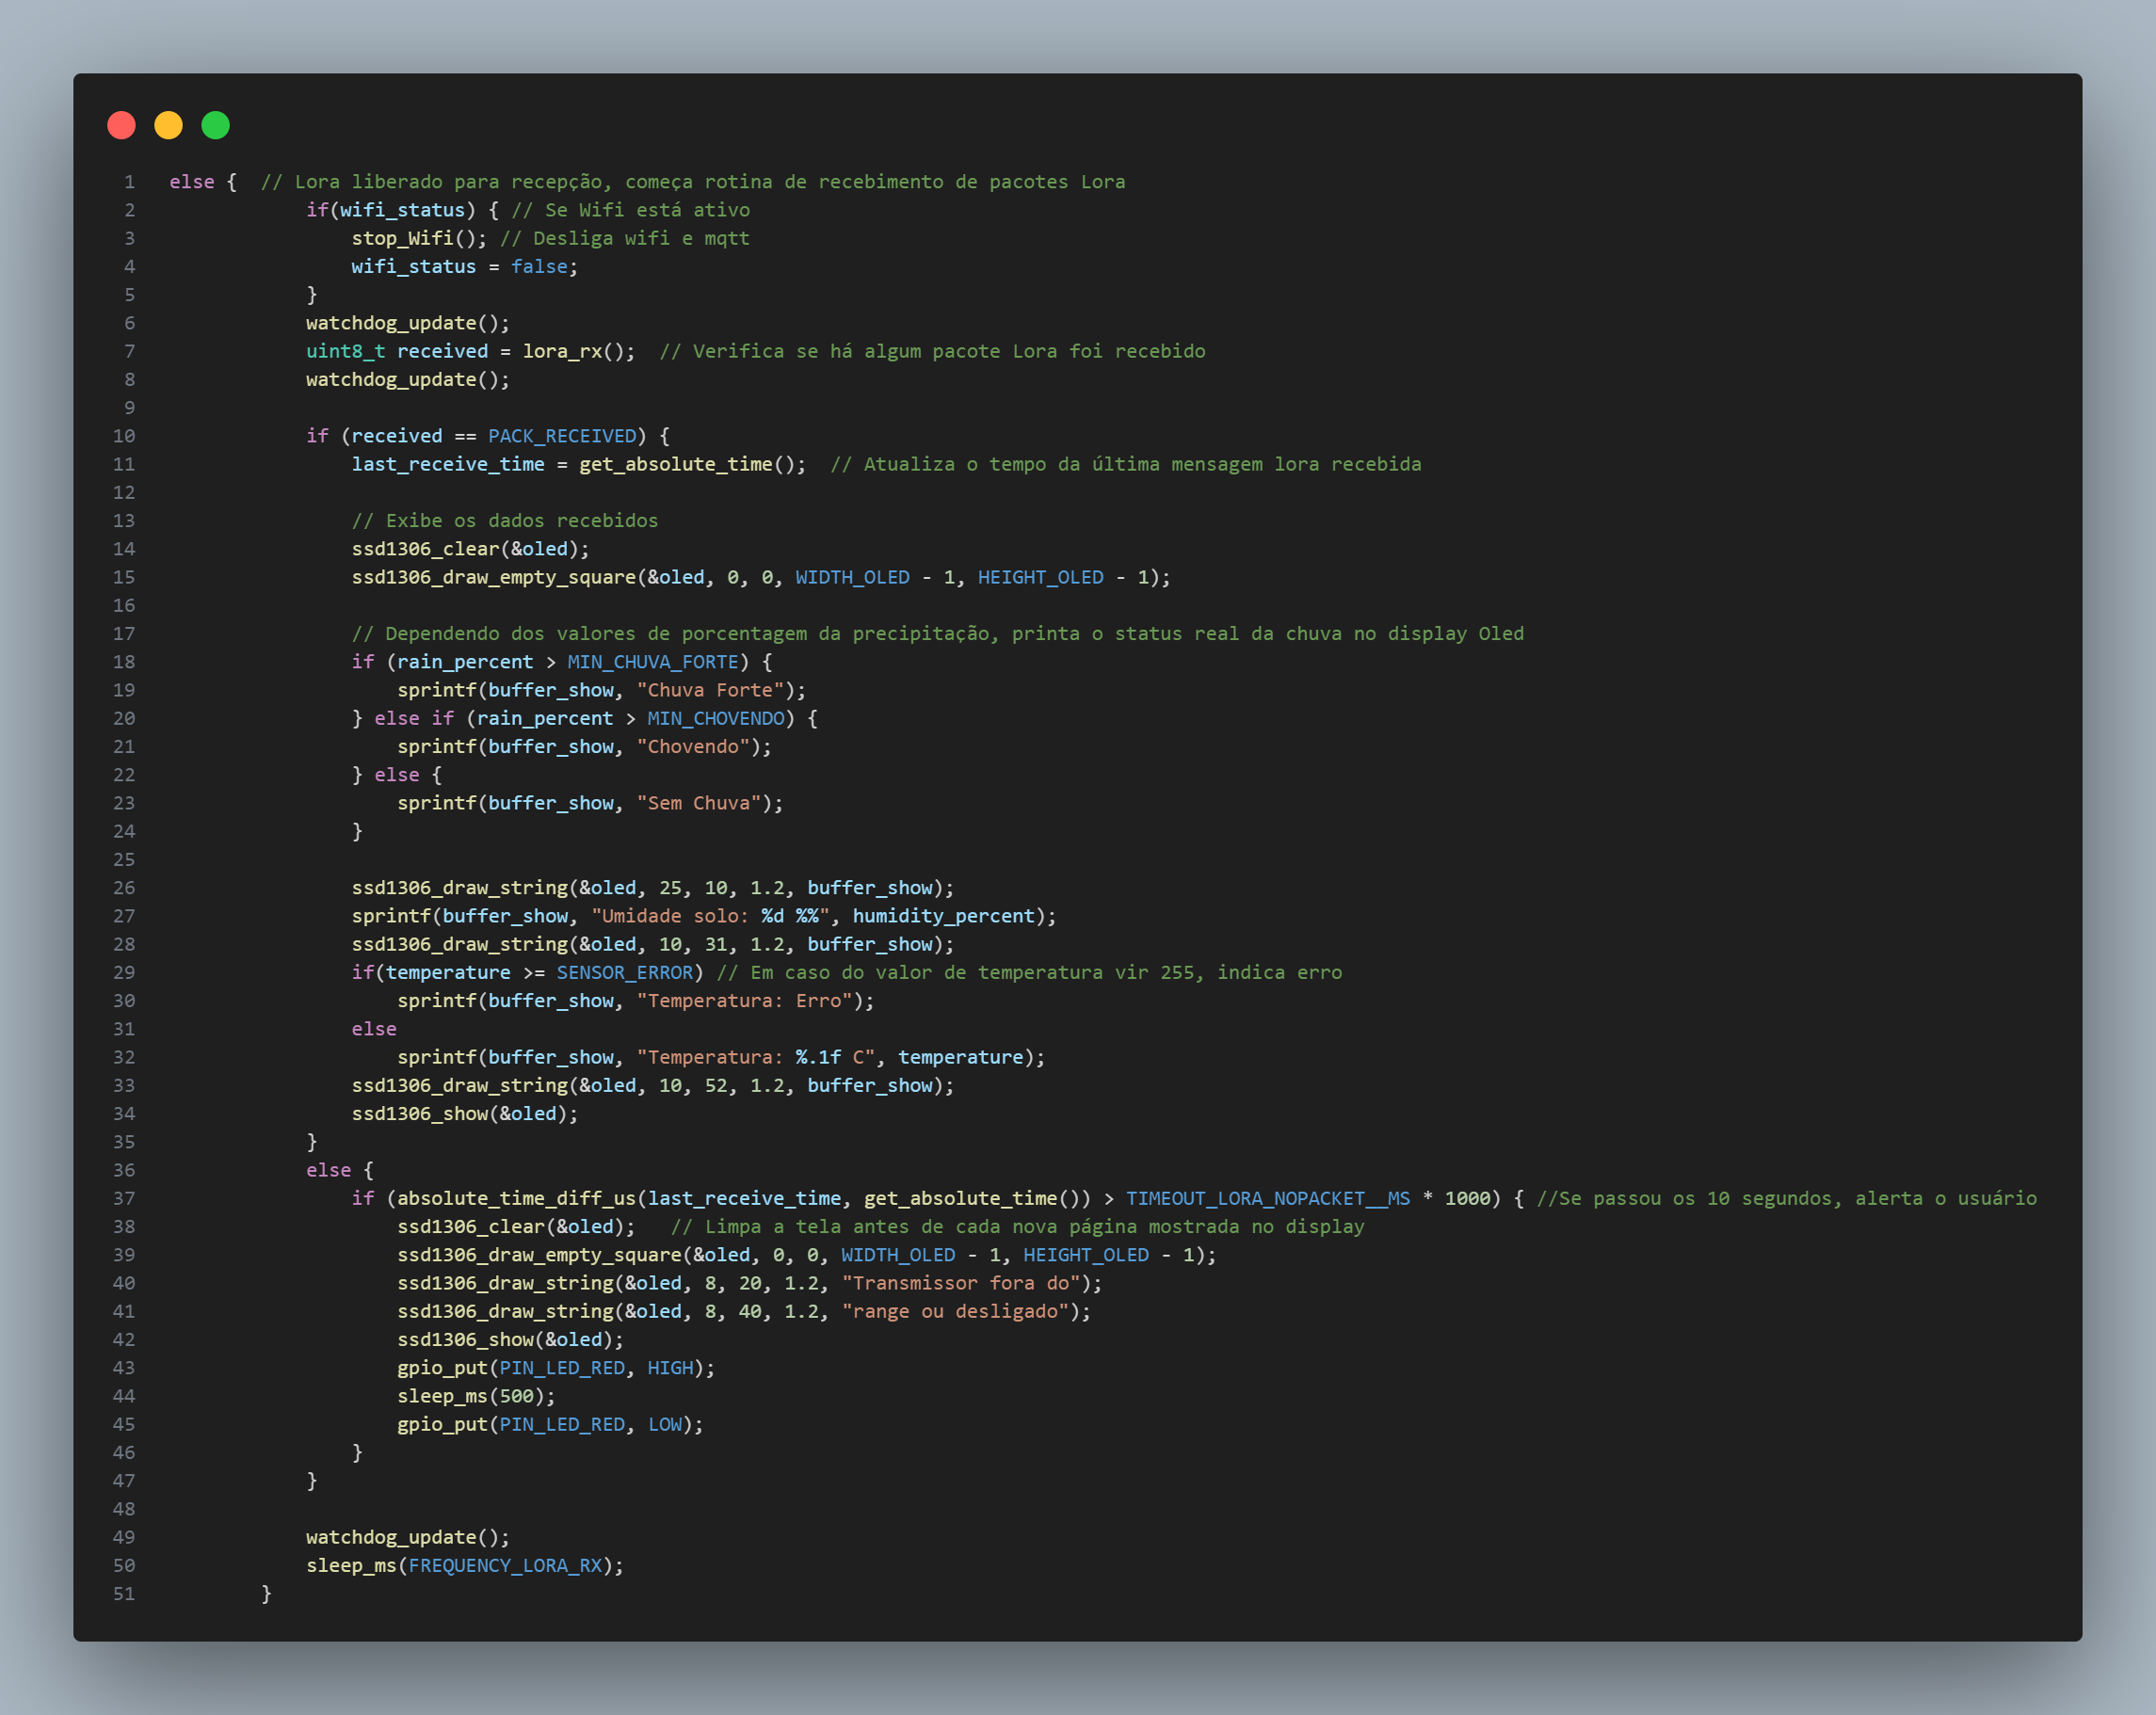 1 else {  // Lora liberado para recepção, começa rotina de recebimento de pacotes Lora
2             if(wifi_status) { // Se Wifi está ativo
3                 stop_Wifi(); // Desliga wifi e mqtt
4                 wifi_status = false;
5             }
6             watchdog_update();
7             uint8_t received = lora_rx();  // Verifica se há algum pacote Lora foi recebido
8             watchdog_update();
9
10             if (received == PACK_RECEIVED) {
11                 last_receive_time = get_absolute_time();  // Atualiza o tempo da última mensagem lora recebida
12
13                 // Exibe os dados recebidos
14                 ssd1306_clear(&oled);
15                 ssd1306_draw_empty_square(&oled, 0, 0, WIDTH_OLED - 1, HEIGHT_OLED - 1);
16
17                 // Dependendo dos valores de porcentagem da precipitação, printa o status real da chuva no display Oled
18                 if (rain_percent > MIN_CHUVA_FORTE) {
19                     sprintf(buffer_show, "Chuva Forte");
20                 } else if (rain_percent > MIN_CHOVENDO) {
21                     sprintf(buffer_show, "Chovendo");
22                 } else {
23                     sprintf(buffer_show, "Sem Chuva");
24                 }
25
26                 ssd1306_draw_string(&oled, 25, 10, 1.2, buffer_show);
27                 sprintf(buffer_show, "Umidade solo: %d %%", humidity_percent);
28                 ssd1306_draw_string(&oled, 10, 31, 1.2, buffer_show);
29                 if(temperature >= SENSOR_ERROR) // Em caso do valor de temperatura vir 255, indica erro
30                     sprintf(buffer_show, "Temperatura: Erro");
31                 else
32                     sprintf(buffer_show, "Temperatura: %.1f C", temperature);
33                 ssd1306_draw_string(&oled, 10, 52, 1.2, buffer_show);
34                 ssd1306_show(&oled);
35             }
36             else {
37                 if (absolute_time_diff_us(last_receive_time, get_absolute_time()) > TIMEOUT_LORA_NOPACKET__MS * 1000) { //Se passou os 10 segundos, alerta o usuário
38                     ssd1306_clear(&oled);   // Limpa a tela antes de cada nova página mostrada no display
39                     ssd1306_draw_empty_square(&oled, 0, 0, WIDTH_OLED - 1, HEIGHT_OLED - 1);
40                     ssd1306_draw_string(&oled, 8, 20, 1.2, "Transmissor fora do");
41                     ssd1306_draw_string(&oled, 8, 40, 1.2, "range ou desligado");
42                     ssd1306_show(&oled);
43                     gpio_put(PIN_LED_RED, HIGH);
44                     sleep_ms(500);
45                     gpio_put(PIN_LED_RED, LOW);
46                 }
47             }
48
49             watchdog_update();
50             sleep_ms(FREQUENCY_LORA_RX);
51         }